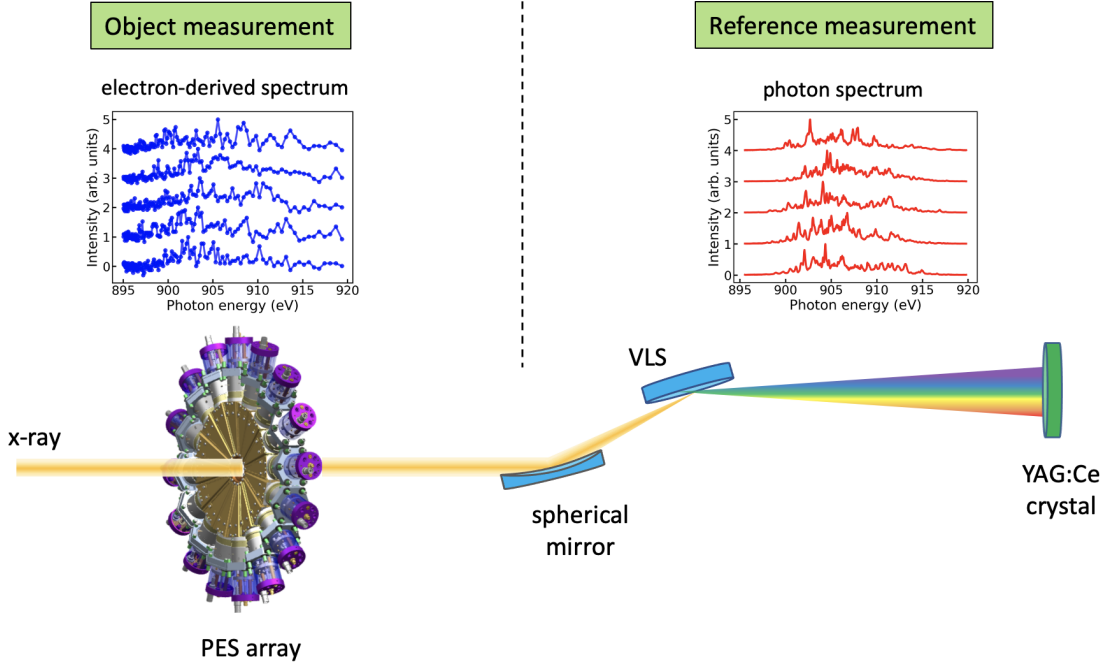 Object measurement
Reference measurement
electron-derived spectrum
photon spectrum
Intensity (arb. units)
5
4
3
2
1
0
895 900 905 910 915 920
Photon energy (eV)
Intensity (arb. units)
5
4
3
2
1
0
895 900 905 910 915 920
Photon energy (eV)
x-ray
VLS
spherical
mirror
YAG:Ce
crystal
PES array